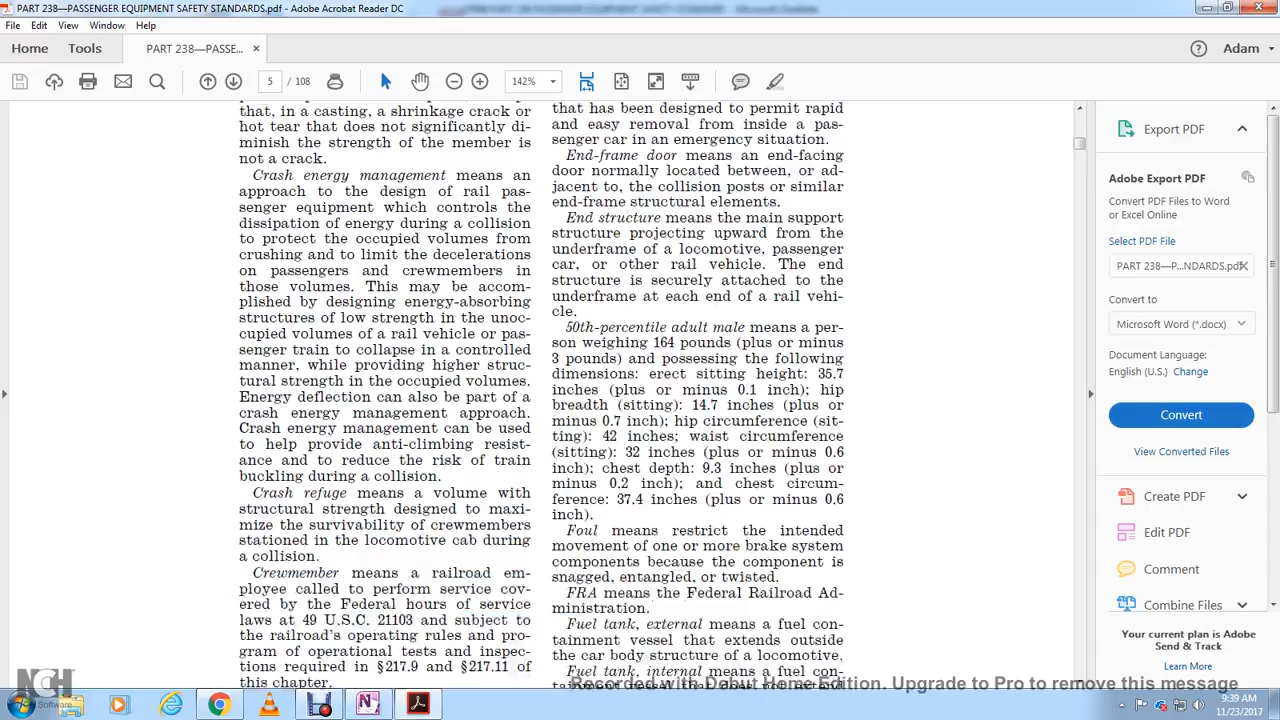 PART 238—PASSENGER EQUIPMENT SAFETY STANDARDS.pdf - Adobe Acrobat Reader DC
File Edit View Window Help
Home Tools PART 238—PASSE... × Adam
5 / 108 142%
that, in a casting, a shrinkage crack or
hot tear that does not significantly di-
minish the strength of the member is
not a crack.
Crash energy management means an
approach to the design of rail pas-
senger equipment which controls the
dissipation of energy during a collision
to protect the occupied volumes from
crushing and to limit the decelerations
on passengers and crewmembers in
those volumes. This may be accom-
plished by designing energy-absorbing
structures of low strength in the unoc-
cupied volumes of a rail vehicle or pas-
senger train to collapse in a controlled
manner, while providing higher struc-
tural strength in the occupied volumes.
Energy deflection can also be part of a
crash energy management approach.
Crash energy management can be used
to help provide anti-climbing resist-
ance and to reduce the risk of train
buckling during a collision.
Crash refuge means a volume with
structural strength designed to maxi-
mize the survivability of crewmembers
stationed in the locomotive cab during
a collision.
Crewmember means a railroad em-
ployee called to perform service cov-
ered by the Federal hours of service
laws at 49 U.S.C. 21103 and subject to
the railroad's operating rules and pro-
gram of operational tests and inspec-
tions required in §217.9 and §217.11 of
this chapter.
that has been designed to permit rapid
and easy removal from inside a pas-
senger car in an emergency situation.
End-frame door means an end-facing
door normally located between, or ad-
jacent to, the collision posts or similar
end-frame structural elements.
End structure means the main support
structure projecting upward from the
underframe of a locomotive, passenger
car, or other rail vehicle. The end
structure is securely attached to the
underframe at each end of a rail vehi-
cle.
50th-percentile adult male means a per-
son weighing 164 pounds (plus or minus
3 pounds) and possessing the following
dimensions: erect sitting height: 35.7
inches (plus or minus 0.1 inch); hip
breadth (sitting): 14.7 inches (plus or
minus 0.7 inch); hip circumference (sit-
ting): 42 inches; waist circumference
(sitting): 32 inches (plus or minus 0.6
inch); chest depth: 9.3 inches (plus or
minus 0.2 inch); and chest circum-
ference: 37.4 inches (plus or minus 0.6
inch).
Foul means restrict the intended
movement of one or more brake system
components because the component is
snagged, entangled, or twisted.
FRA means the Federal Railroad Ad-
ministration.
Fuel tank, external means a fuel con-
tainment vessel that extends outside
the car body structure of a locomotive.
Fuel tank, internal means a fuel con-
Export PDF
Adobe Export PDF
Convert PDF Files to Word
or Excel Online
Select PDF File
PART 238—P...NDARDS.pdf
Convert to
Microsoft Word (*.docx)
Document Language:
English (U.S.) Change
Convert
View Converted Files
Create PDF
Edit PDF
Comment
Combine Files
Your current plan is Adobe
Send & Track
Learn More
NCH Software
Recorded with Debut Home Edition. Upgrade to Pro to remove this message
9:39 AM
11/23/2017